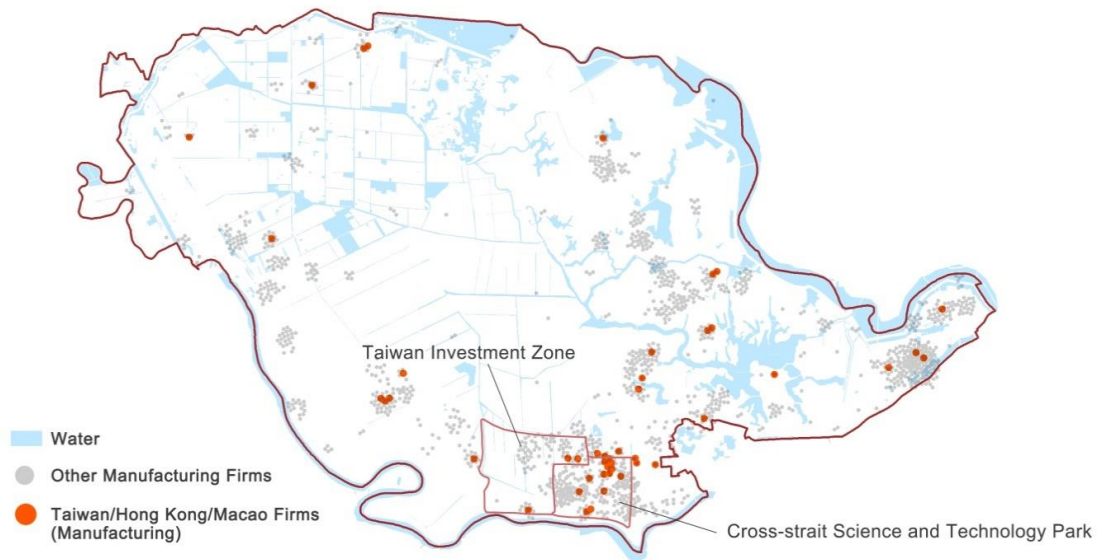 Taiwan Investment Zone
Water
Other Manufacturing Firms
Taiwan/Hong Kong/Macao Firms
(Manufacturing)
Cross-strait Science and Technology Park